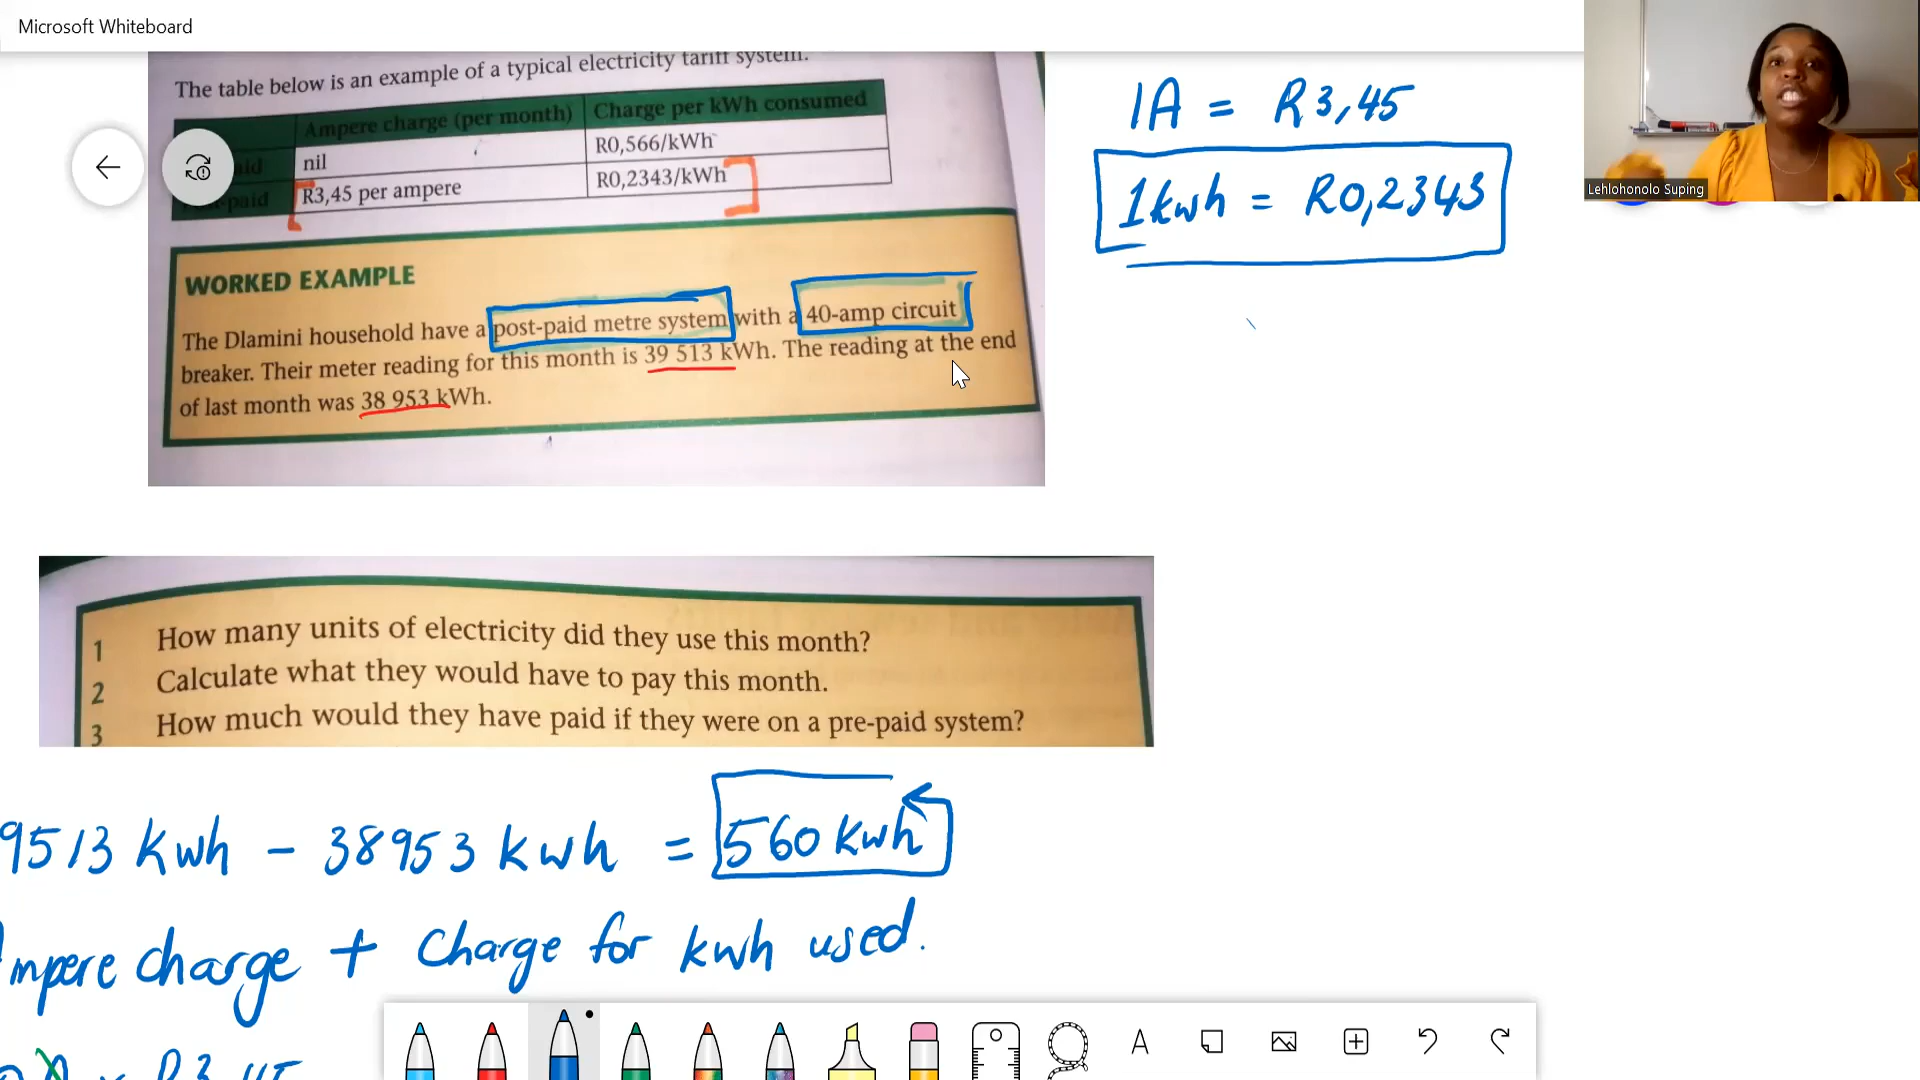 Microsoft Whiteboard
The table below is an example of a typical electricity tariff system.
Ampere charge (per month) Charge per kWh consumed
nil R0,566/kWh
paid R3,45 per ampere R0,2343/kWh
WORKED EXAMPLE
The Dlamini household have a post-paid metre system with a 40-amp circuit
breaker. Their meter reading for this month is 39 513 kWh. The reading at the end
of last month was 38 953 kWh.
1A = R3,45
1kwh = R0,2343
Lehlohonolo Suping
1 How many units of electricity did they use this month?
2 Calculate what they would have to pay this month.
3 How much would they have paid if they were on a pre-paid system?
9513 kwh - 38953 kwh = 560 kwh
mpere charge + charge for kwh used.
A